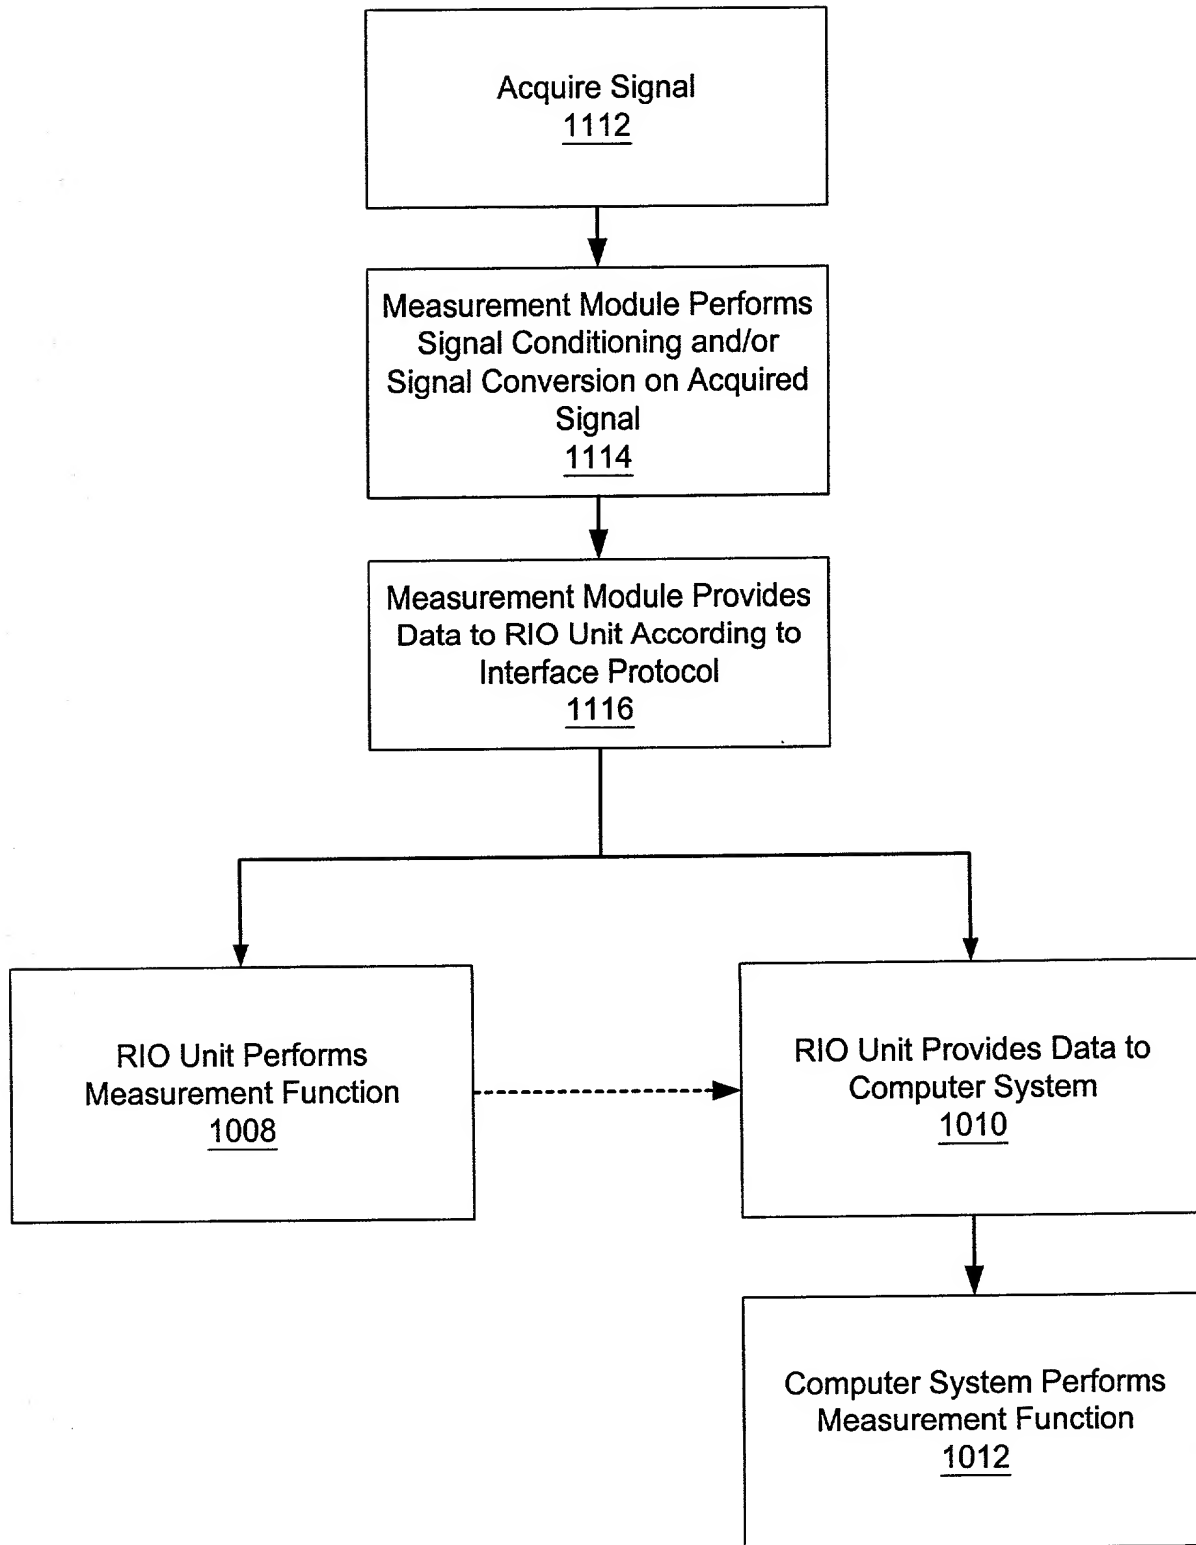 Acquire Signal
1112
Measurement Module Performs
Signal Conditioning and/or
Signal Conversion on Acquired
Signal
1114
Measurement Module Provides
Data to RIO Unit According to
Interface Protocol
1116
RIO Unit Performs
Measurement Function
1008
RIO Unit Provides Data to
Computer System
1010
Computer System Performs
Measurement Function
1012